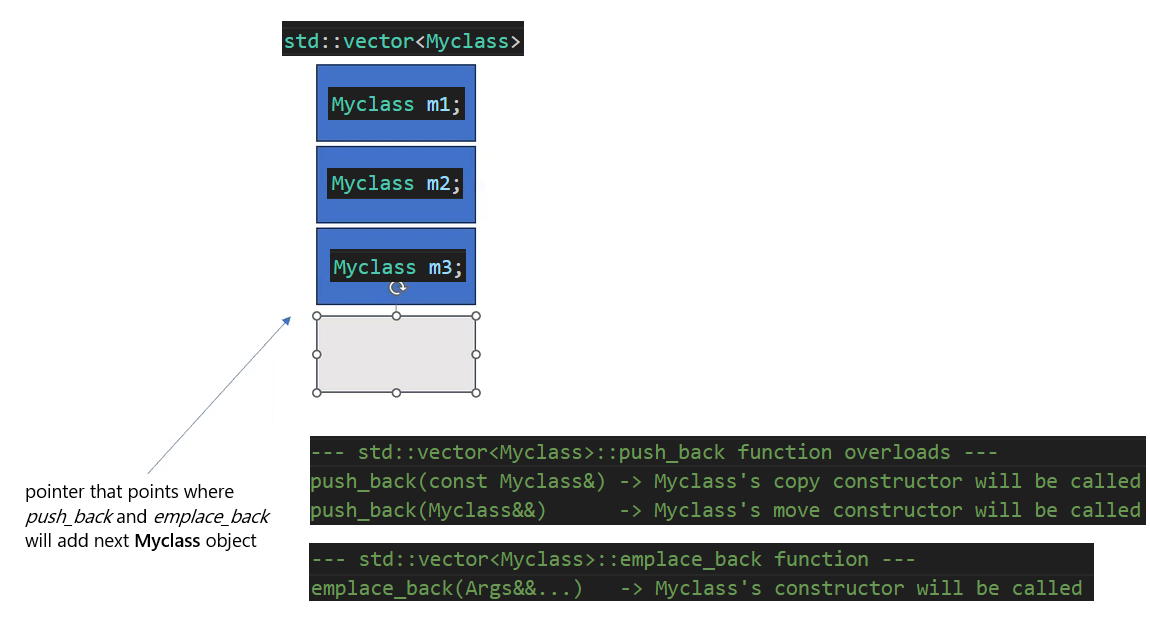 std::vector<Myclass>
Myclass m1;
Myclass m2;
Myclass m3;
pointer that points where
push_back and emplace_back
will add next Myclass object
--- std::vector<Myclass>::push_back function overloads ---
push_back(const Myclass&) -> Myclass's copy constructor will be called
push_back(Myclass&&)      -> Myclass's move constructor will be called
--- std::vector<Myclass>::emplace_back function ---
emplace_back(Args&&...)   -> Myclass's constructor will be called